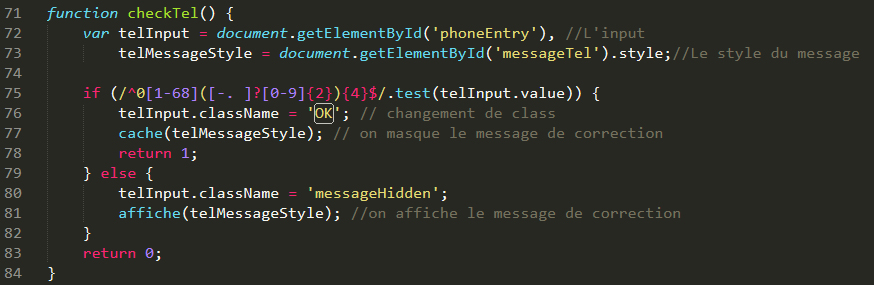 71 function checkTel() {
72     var telInput = document.getElementById('phoneEntry'), //L'input
73         telMessageStyle = document.getElementById('messageTel').style;//Le style du message
74
75     if (/^0[1-68]([-. ]?[0-9]{2}){4}$/.test(telInput.value)) {
76         telInput.className = 'OK'; // changement de class
77         cache(telMessageStyle); // on masque le message de correction
78         return 1;
79     } else {
80         telInput.className = 'messageHidden';
81         affiche(telMessageStyle); //on affiche le message de correction
82     }
83     return 0;
84 }